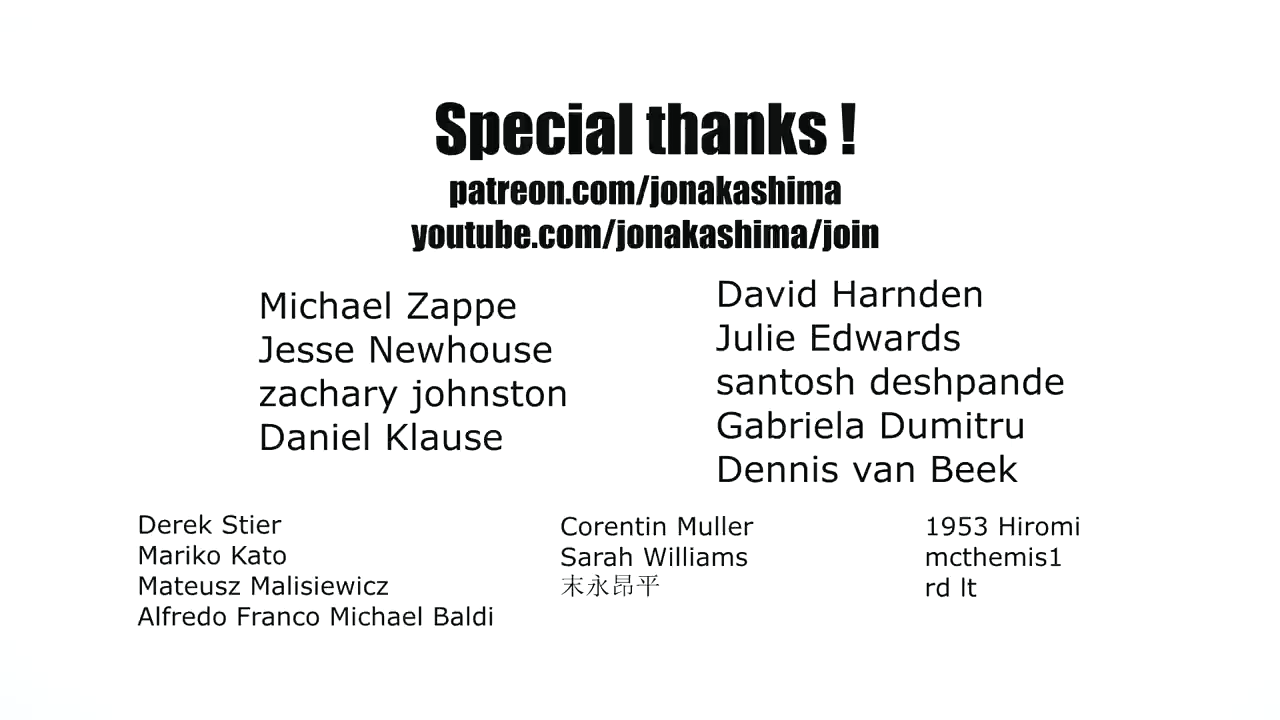 Special thanks !
patreon.com/jonakashima
youtube.com/jonakashima/join
Michael Zappe
Jesse Newhouse
zachary johnston
Daniel Klause
David Harnden
Julie Edwards
santosh deshpande
Gabriela Dumitru
Dennis van Beek
Derek Stier
Mariko Kato
Mateusz Malisiewicz
Alfredo Franco Michael Baldi
Corentin Muller
Sarah Williams
末永昂平
1953 Hiromi
mcthemis1
rd lt